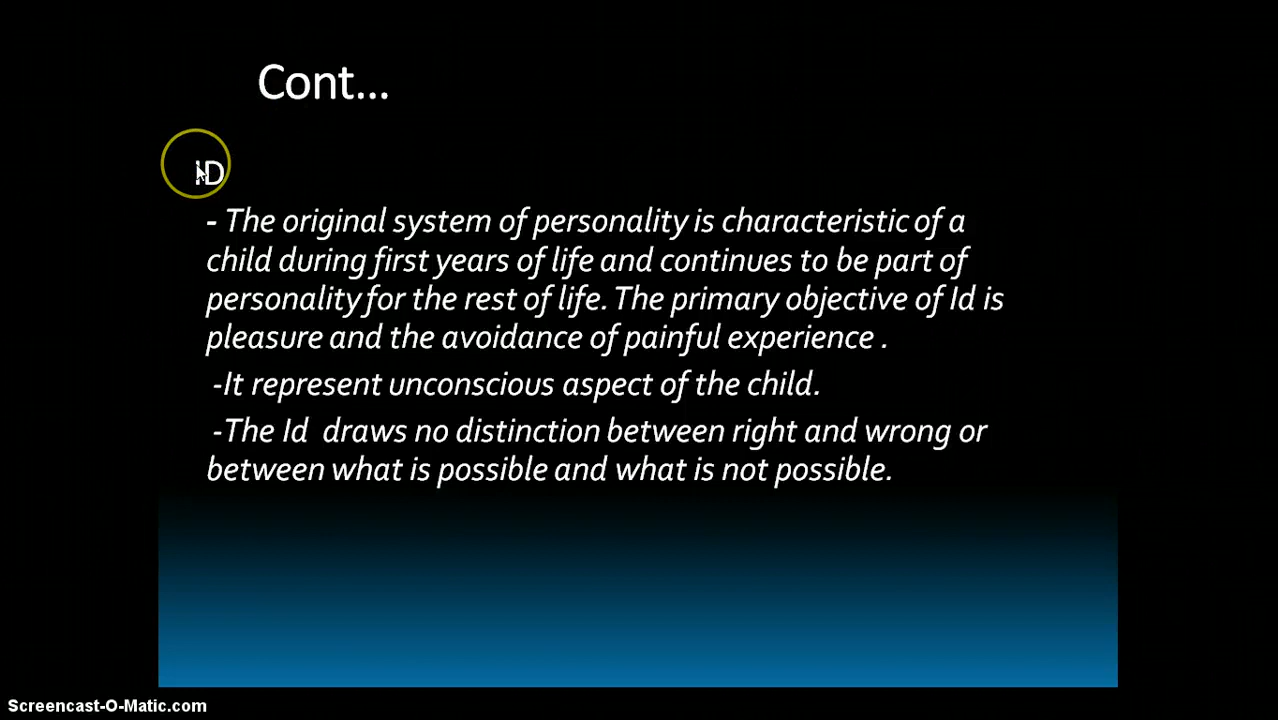 Cont...
ID
- The original system of personality is characteristic of a
child during first years of life and continues to be part of
personality for the rest of life. The primary objective of Id is
pleasure and the avoidance of painful experience .
-It represent unconscious aspect of the child.
-The Id draws no distinction between right and wrong or
between what is possible and what is not possible.
Screencast-O-Matic.com